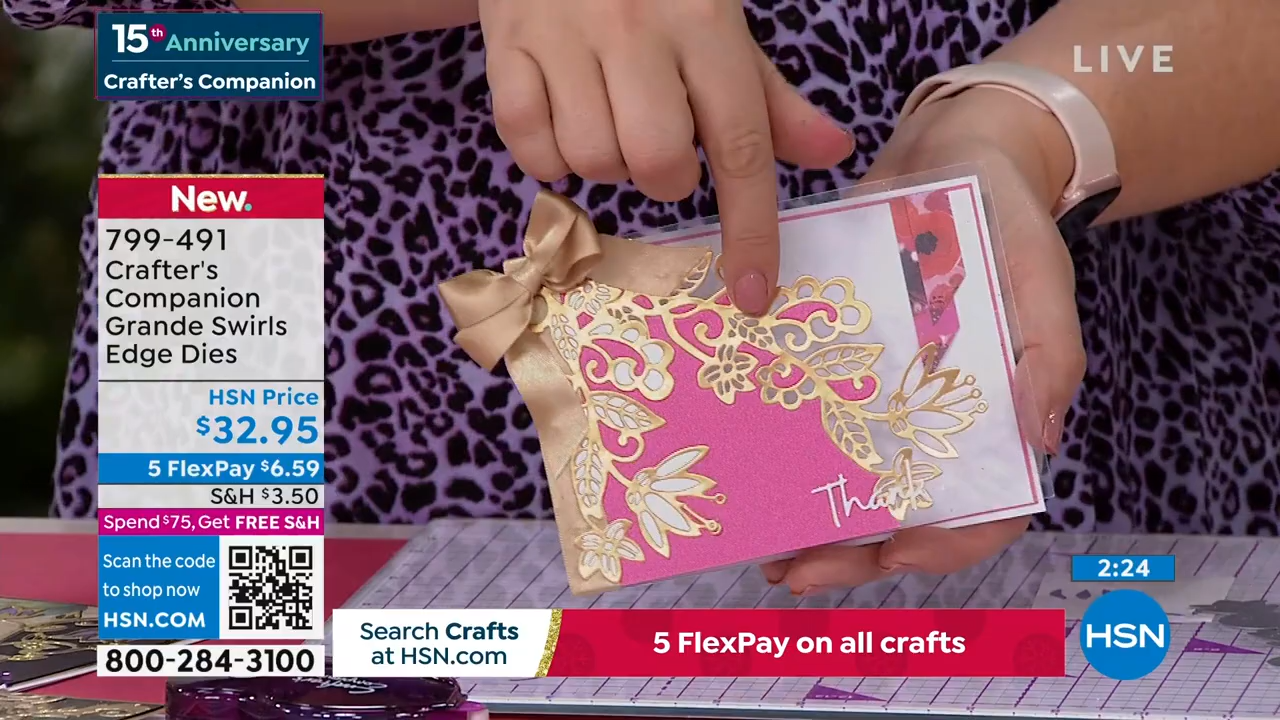 15th Anniversary
Crafter's Companion
LIVE
New.
799-491
Crafter's
Companion
Grande Swirls
Edge Dies
HSN Price
$32.95
5 FlexPay $6.59
S&H $3.50
Spend $75, Get FREE S&H
Scan the code
to shop now
HSN.COM
800-284-3100
Thank
Search Crafts
at HSN.com
5 FlexPay on all crafts
2:24
HSN